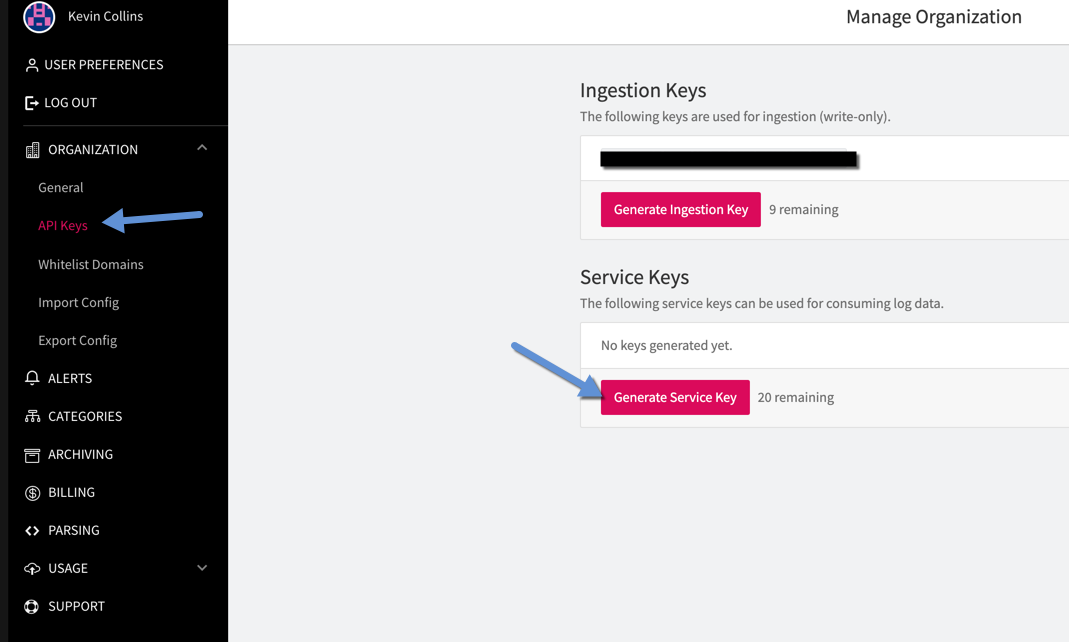 Kevin Collins
Manage Organization
USER PREFERENCES
LOG OUT
ORGANIZATION
General
API Keys
Whitelist Domains
Import Config
Export Config
ALERTS
CATEGORIES
ARCHIVING
BILLING
PARSING
USAGE
SUPPORT
Ingestion Keys
The following keys are used for ingestion (write-only).
Generate Ingestion Key
9 remaining
Service Keys
The following service keys can be used for consuming log data.
No keys generated yet.
Generate Service Key
20 remaining